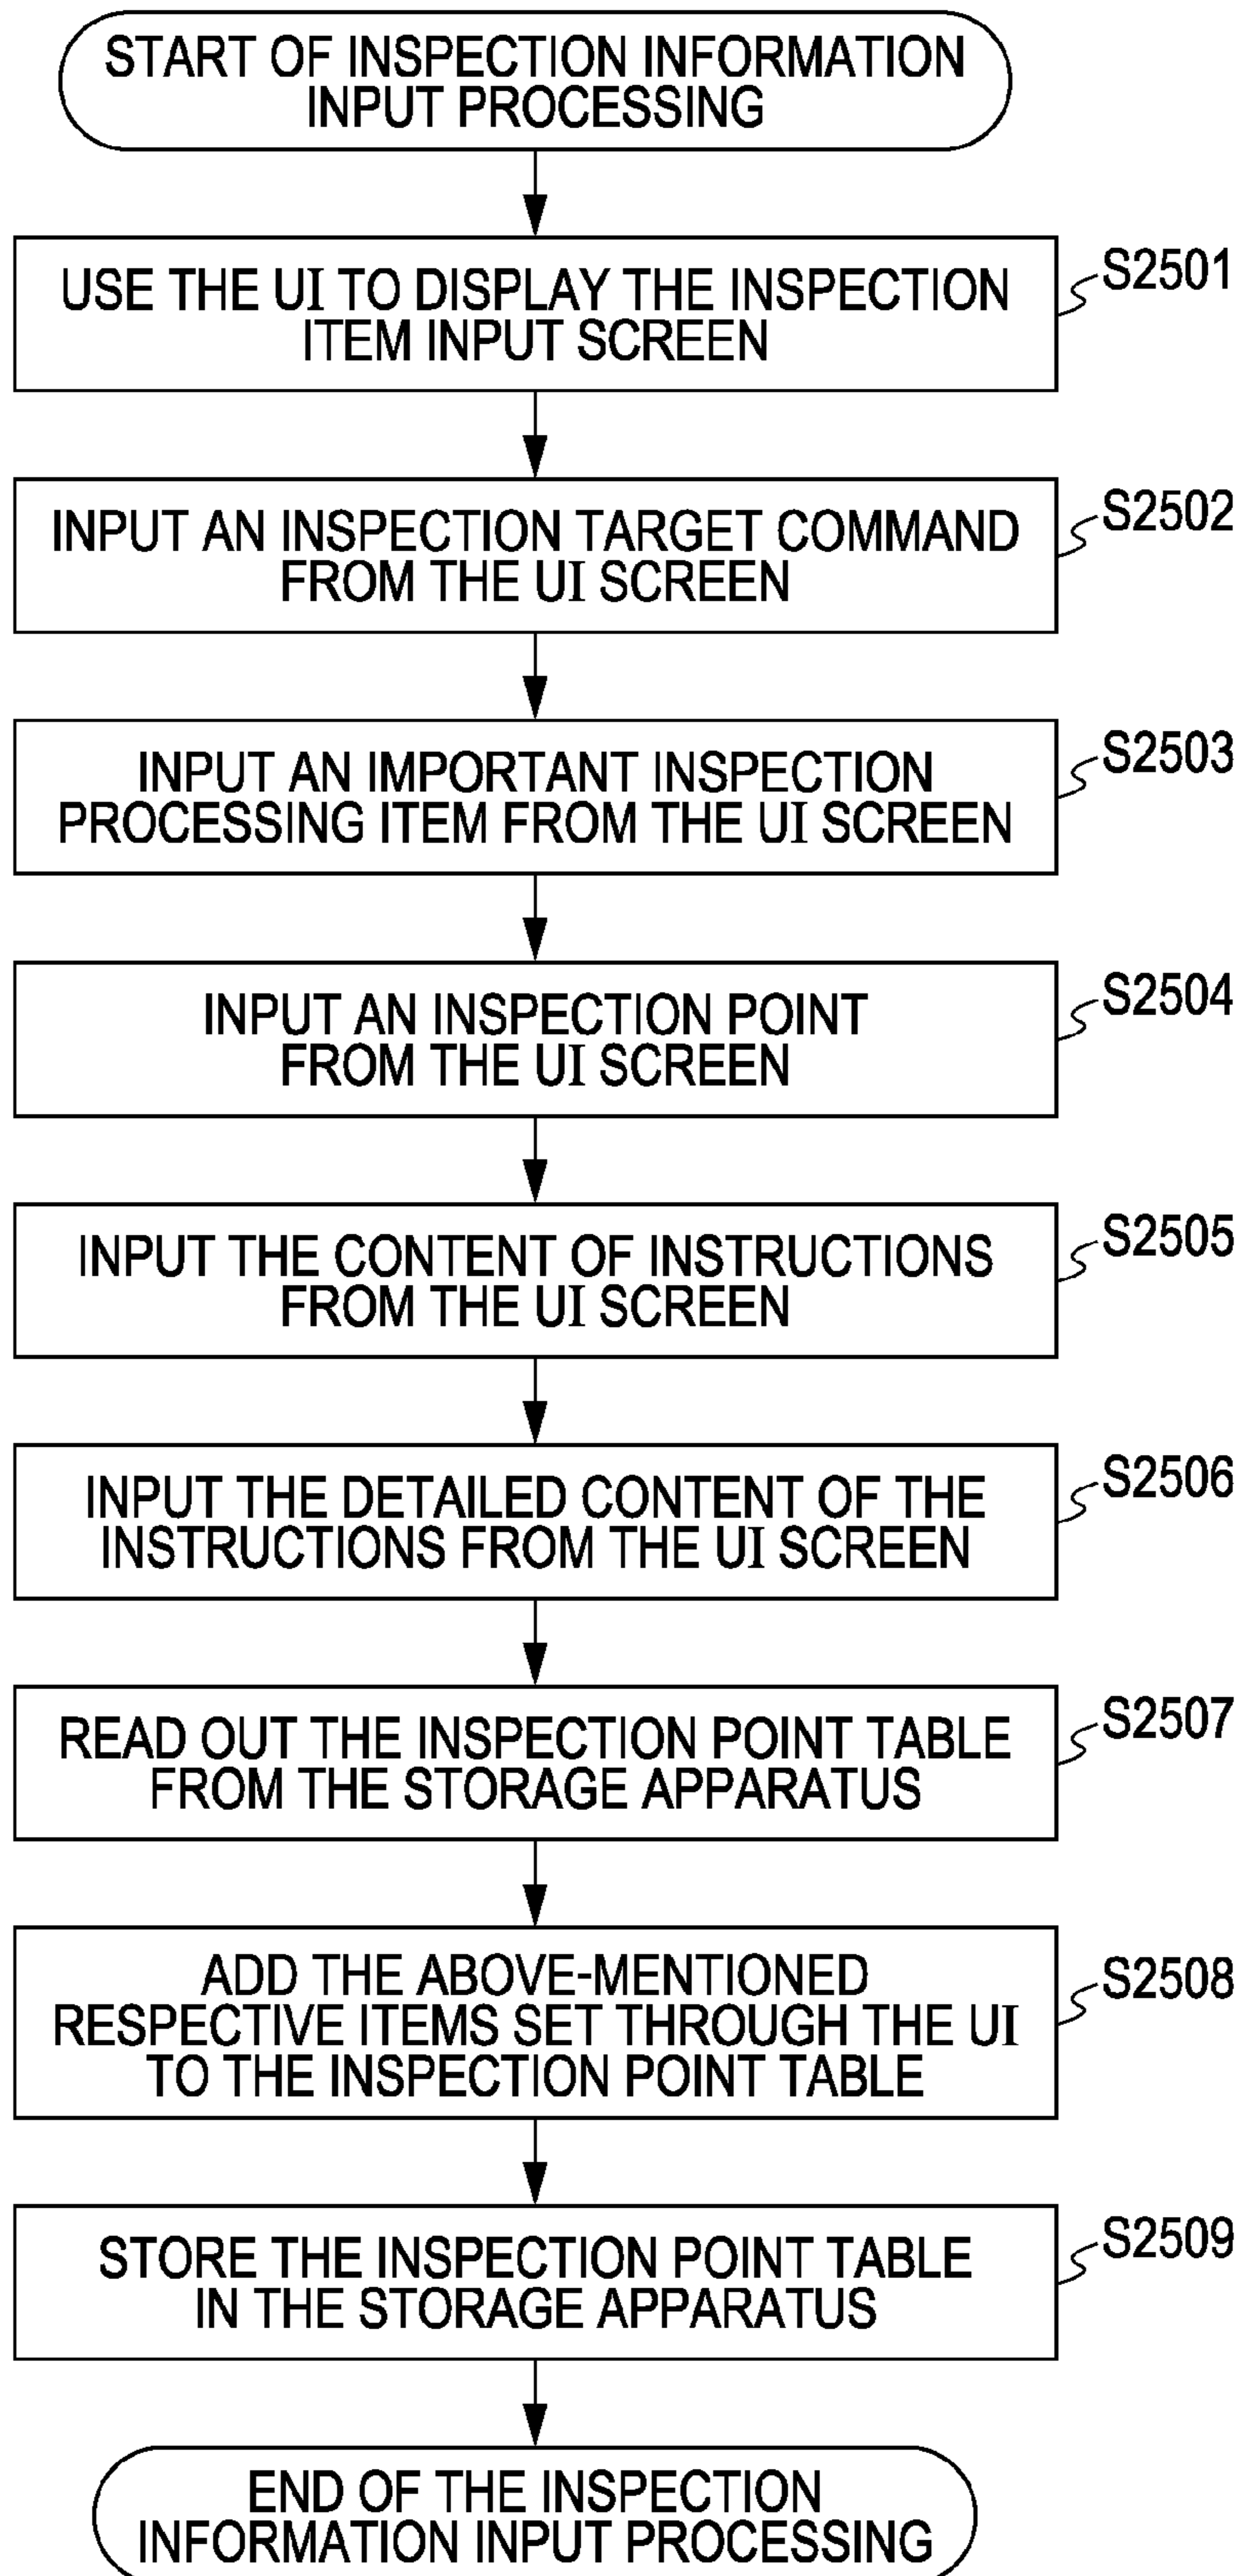 START OF INSPECTION INFORMATION
INPUT PROCESSING
USE THE UI TO DISPLAY THE INSPECTION
ITEM INPUT SCREEN
S2501
INPUT AN INSPECTION TARGET COMMAND
FROM THE UI SCREEN
S2502
INPUT AN IMPORTANT INSPECTION
PROCESSING ITEM FROM THE UI SCREEN
S2503
INPUT AN INSPECTION POINT
FROM THE UI SCREEN
S2504
INPUT THE CONTENT OF INSTRUCTIONS
FROM THE UI SCREEN
S2505
INPUT THE DETAILED CONTENT OF THE
INSTRUCTIONS FROM THE UI SCREEN
S2506
READ OUT THE INSPECTION POINT TABLE
FROM THE STORAGE APPARATUS
S2507
ADD THE ABOVE-MENTIONED
RESPECTIVE ITEMS SET THROUGH THE UI
TO THE INSPECTION POINT TABLE
S2508
STORE THE INSPECTION POINT TABLE
IN THE STORAGE APPARATUS
S2509
END OF THE INSPECTION
INFORMATION INPUT PROCESSING